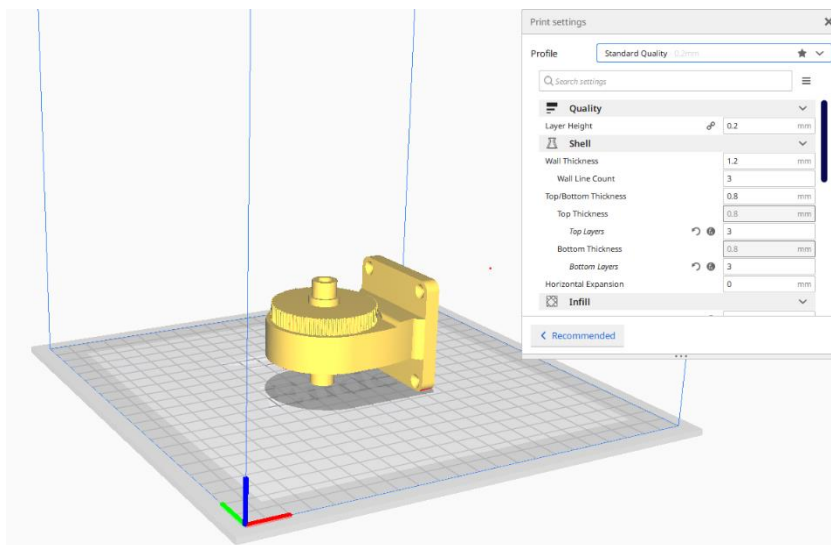 Print settings
Profile Standard Quality 0.2mm
Search settings
Quality
Layer Height 0.2 mm
Shell
Wall Thickness 1.2 mm
Wall Line Count 3
Top/Bottom Thickness 0.8 mm
Top Thickness 0.8 mm
Top Layers 3
Bottom Thickness 0.8 mm
Bottom Layers 3
Horizontal Expansion 0 mm
Infill
Recommended